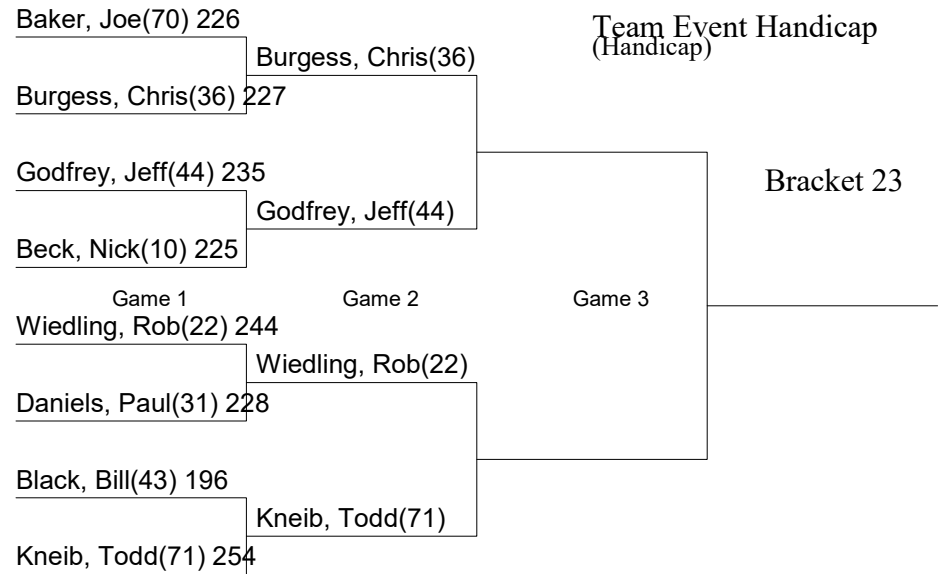 Baker, Joe(70) 226
Team Event Handicap
(Handicap)
Burgess, Chris(36)
Burgess, Chris(36) 227
Godfrey, Jeff(44) 235
Bracket 23
Godfrey, Jeff(44)
Beck, Nick(10) 225
Game 1 Game 2 Game 3
Wiedling, Rob(22) 244
Wiedling, Rob(22)
Daniels, Paul(31) 228
Black, Bill(43) 196
Kneib, Todd(71)
Kneib, Todd(71) 254